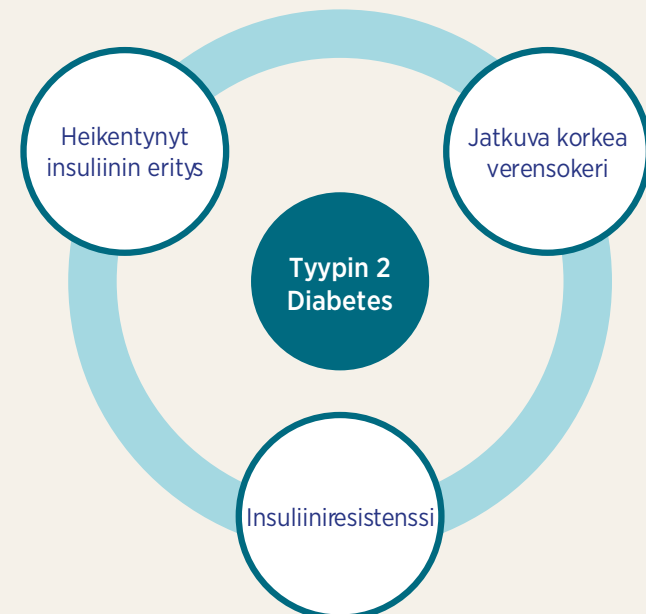 Heikentynyt
insuliinin eritys
Jatkuva korkea
verensokeri
Tyypin 2
Diabetes
Insuliiniresistenssi